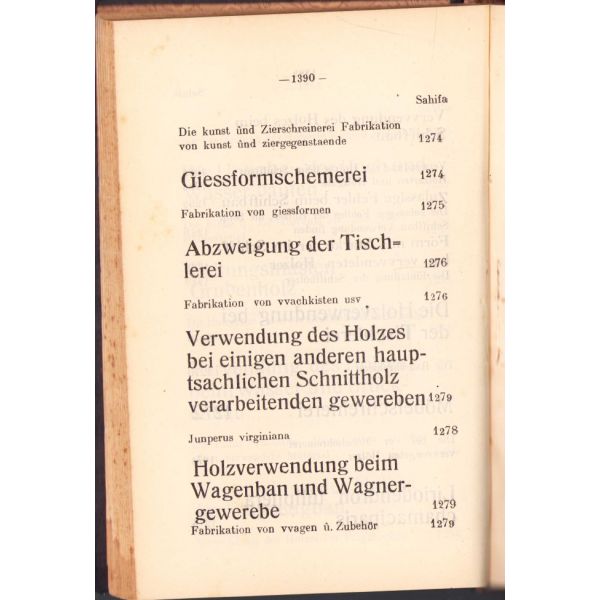 —1390—
Sahifa
Die kunst ûnd Zierschreinerei Fabrikation
von kunst ûnd ziergegenstaende 1274
Giessformschemerei 1274
Fabrikation von giessformen 1275
Abzweigung der Tisch=
lerei 1276
Fabrikation von vvachkisten usv 1276
Verwendung des Holzes
bei einigen anderen haup-
tsachlichen Schnittholz
verarbeitenden gewereben 1279
Junperus virginiana 1278
Holzverwendung beim
Wagenban und Wagner-
gewerebe 1279
Fabrikation von vvagen û. Zubehör 1279